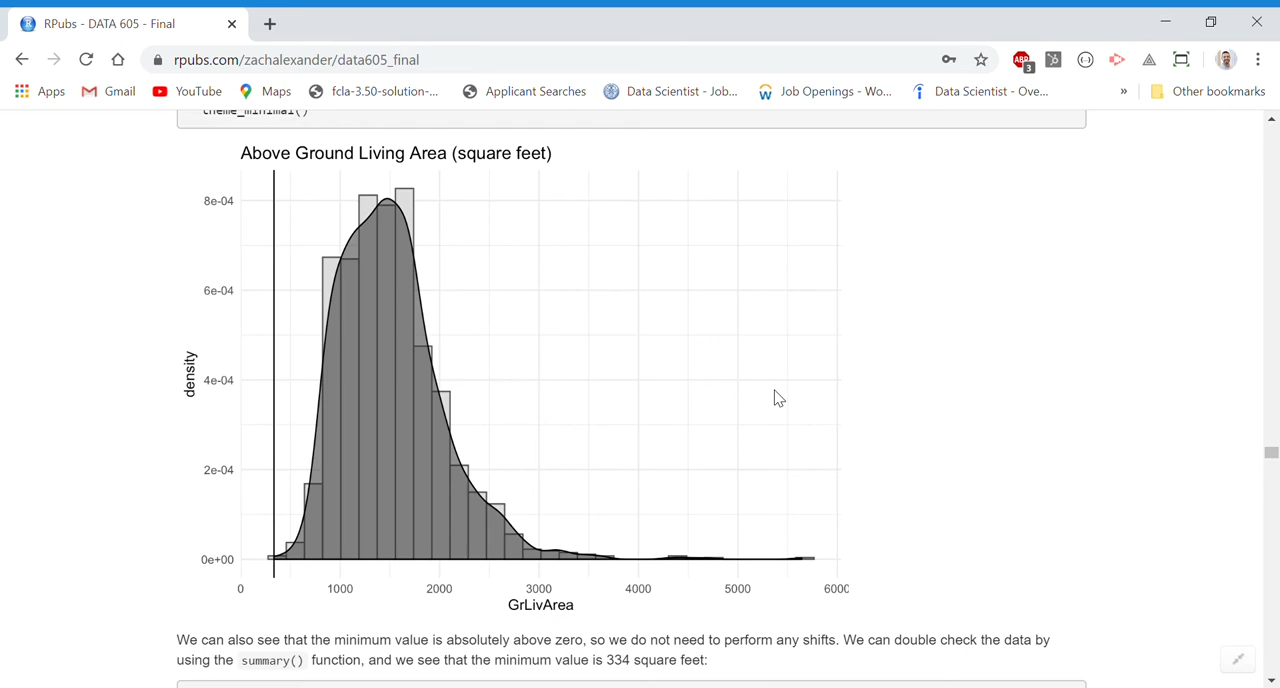 RPubs - DATA 605 - Final
rpubs.com/zachalexander/data605_final
ABP
3
Apps
Gmail
YouTube
Maps
fcla-3.50-solution-...
Applicant Searches
Data Scientist - Job...
Job Openings - Wo...
Data Scientist - Ove...
»
Other bookmarks
theme_minimal()
Above Ground Living Area (square feet)
8e-04
6e-04
4e-04
2e-04
0e+00
density
0
1000
2000
3000
4000
5000
6000
GrLivArea
We can also see that the minimum value is absolutely above zero, so we do not need to perform any shifts. We can double check the data by
using the summary() function, and we see that the minimum value is 334 square feet: